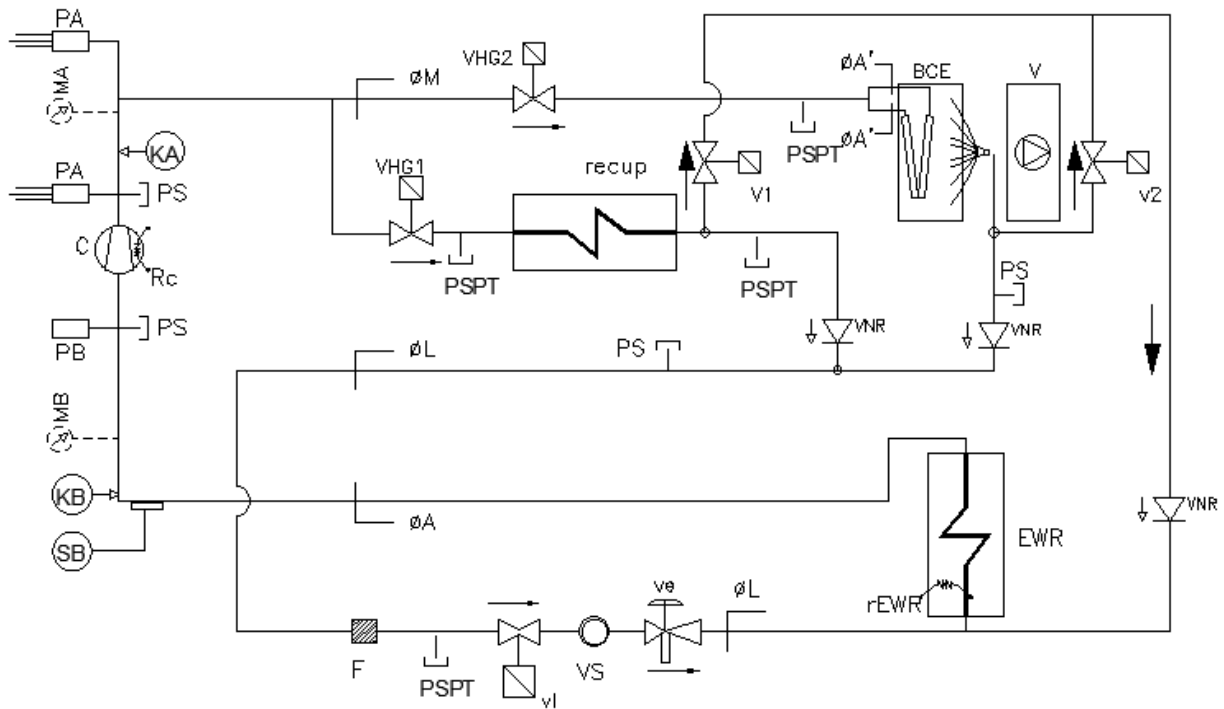 PA
MA
VHG2
ØM
ØA'
BCE
V
ØA'
PSPT
KA
PA
PS
VHG1
recup
V1
v2
C
Rc
PSPT
PSPT
PS
PB
PS
VNR
VNR
ØL
PS
MB
KB
ØA
SB
EWR
VNR
rEWR
ve
ØL
F
PSPT
vl
VS